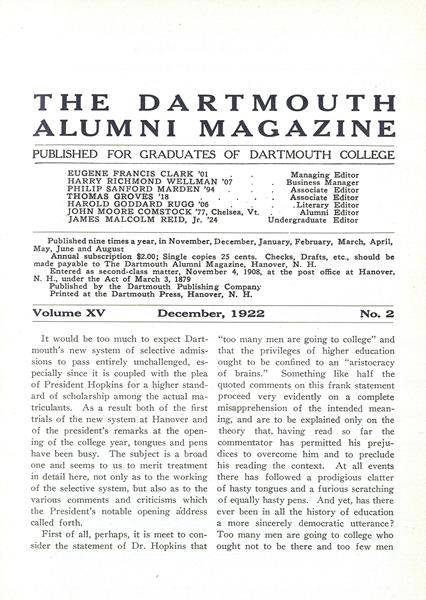 THE DARTMOUTH
ALUMNI MAGAZINE
PUBLISHED FOR GRADUATES OF DARTMOUTH COLLEGE
EUGENE FRANCIS CLARK '01 . . Managing Editor
HARRY RICHMOND WELLMAN '07 . Business Manager
PHILIP SANFORD MARDEN '94 . . Associate Editor
THOMAS GROVES '18 . . . Associate Editor
HAROLD GODDARD RUGG '06 . . Literary Editor
JOHN MOORE COMSTOCK '77, Chelsea, Vt. . Alumni Editor
JAMES MALCOLM REID, Jr. '24 Undergraduate Editor
Published nine times a year, in November, December, January, February, March, April,
May, June and August
Annual subscription $2.00; Single copies 25 cents. Checks, Drafts, etc., should be
made payable to The Dartmouth Alumni Magazine, Hanover, N. H.
Entered as second-class matter, November 4, 1908, at the post office at Hanover,
N. H., under the Act of March 3, 1879
Published by the Dartmouth Publishing Company
Printed at the Dartmouth Press, Hanover, N. H.
Volume XV December, 1922 No. 2
It would be too much to expect Dart-
mouth's new system of selective admis-
sions to pass entirely unchallenged, es-
pecially since it is coupled with the plea
of President Hopkins for a higher stand-
ard of scholarship among the actual ma-
triculants. As a result both of the first
trials of the new system at Hanover and
of the president's remarks at the open-
ing of the college year, tongues and pens
have been busy. The subject is a broad
one and seems to us to merit treatment
in detail here, not only as to the working
of the selective system, but also as to the
various comments and criticisms which
the President's notable opening address
called forth.
First of all, perhaps, it is meet to con-
sider the statement of Dr. Hopkins that
"too many men are going to college" and
that the privileges of higher education
ought to be confined to an "aristocracy
of brains." Something like half the
quoted comments on this frank statement
proceed very evidently on a complete
misapprehension of the intended mean-
ing, and are to be explained only on the
theory that, having read so far the
commentator has permitted his preju-
dices to overcome him and to preclude
his reading the context. At all events
there has followed a prodigious clatter
of hasty tongues and a furious scratching
of equally hasty pens. And yet, has there
ever been in all the history of education
a more sincerely democratic utterance?
Too many men are going to college who
ought not to be there and too few men